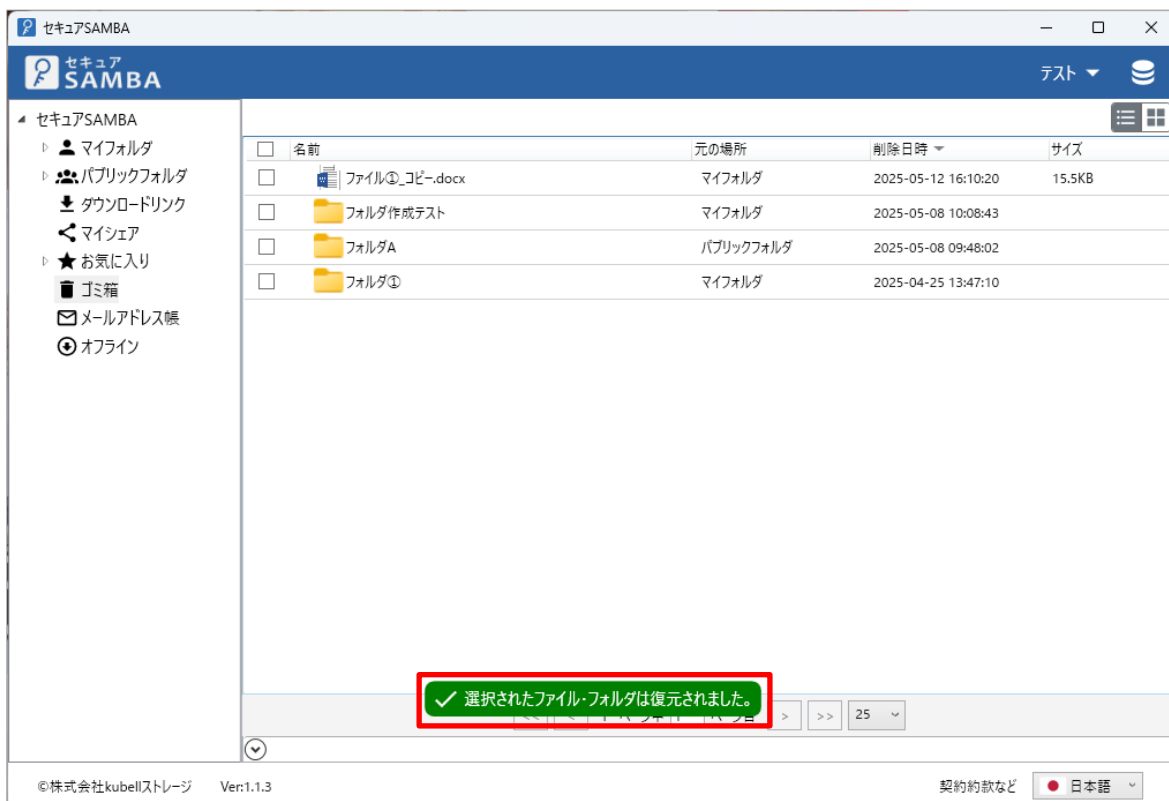 セキュアSAMBA
セキュア
SAMBA
テスト
セキュアSAMBA
マイフォルダ
パブリックフォルダ
ダウンロードリンク
マイシェア
お気に入り
ゴミ箱
メールアドレス帳
オフライン
名前 元の場所 削除日時 サイズ
ファイル①_コピー.docx マイフォルダ 2025-05-12 16:10:20 15.5KB
フォルダ作成テスト マイフォルダ 2025-05-08 10:08:43
フォルダA パブリックフォルダ 2025-05-08 09:48:02
フォルダ① マイフォルダ 2025-04-25 13:47:10
選択されたファイル・フォルダは復元されました。
> >> 25
©株式会社kubellストレージ Ver:1.1.3 契約約款など 日本語